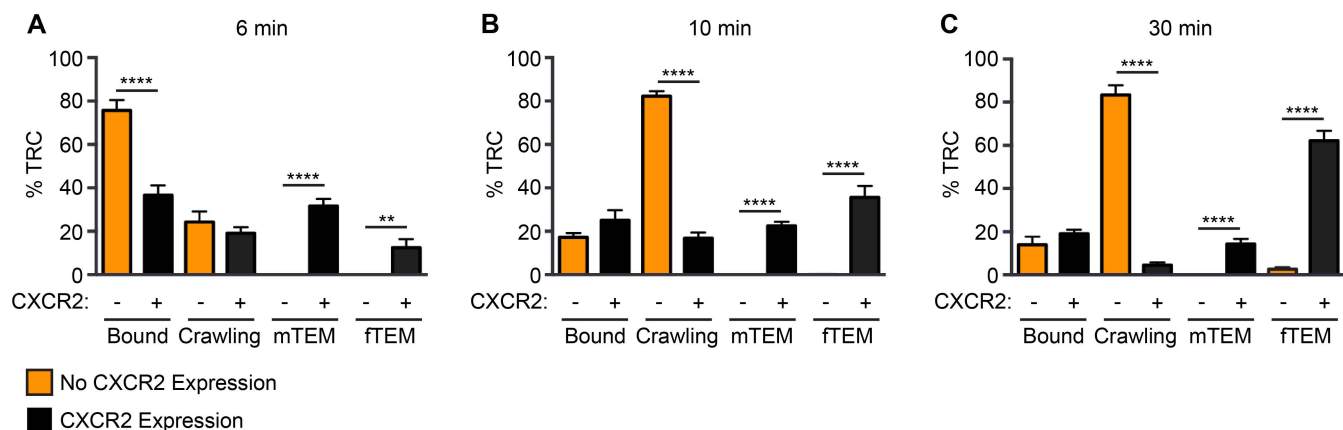 A 6 min
100
80
60
40
20
0
% TRC
****
****
**
CXCR2: - + - + - + - +
Bound Crawling mTEM fTEM
B 10 min
100
80
60
40
20
0
% TRC
****
****
****
CXCR2: - + - + - + - +
Bound Crawling mTEM fTEM
C 30 min
100
80
60
40
20
0
% TRC
****
****
****
CXCR2: - + - + - + - +
Bound Crawling mTEM fTEM
No CXCR2 Expression
CXCR2 Expression